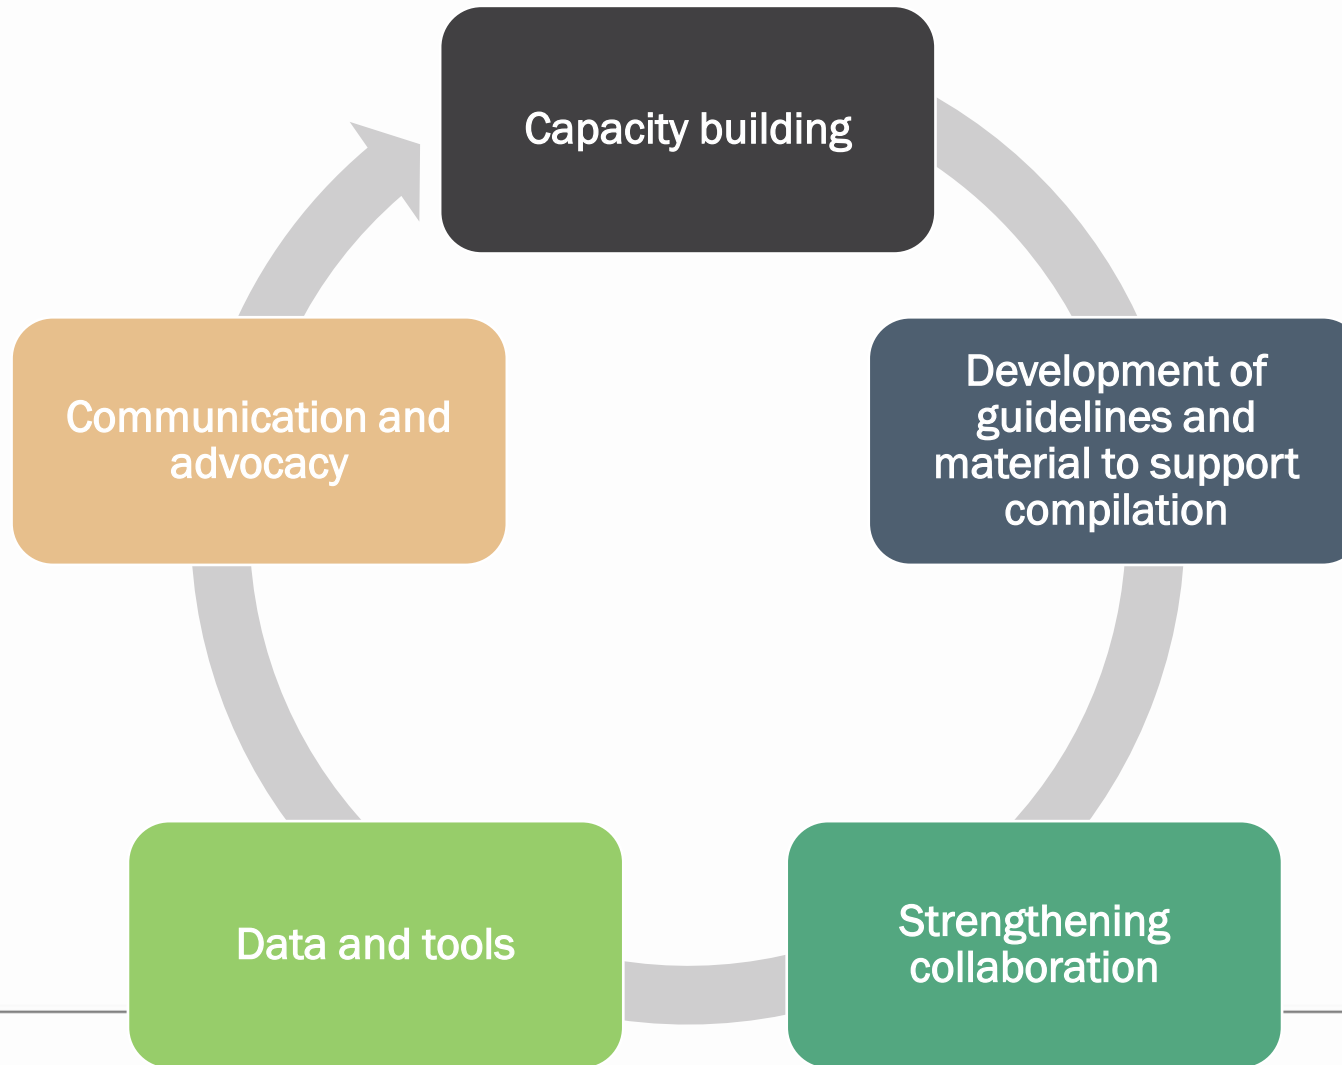 Capacity building
Development of
guidelines and
material to support
compilation
Strengthening
collaboration
Data and tools
Communication and
advocacy